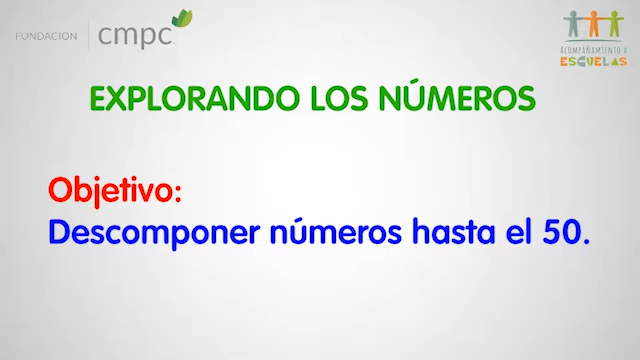 FUNDACION cmpc
ACOMPAÑAMIENTO A
ESCUELAS
EXPLORANDO LOS NÚMEROS
Objetivo:
Descomponer números hasta el 50.